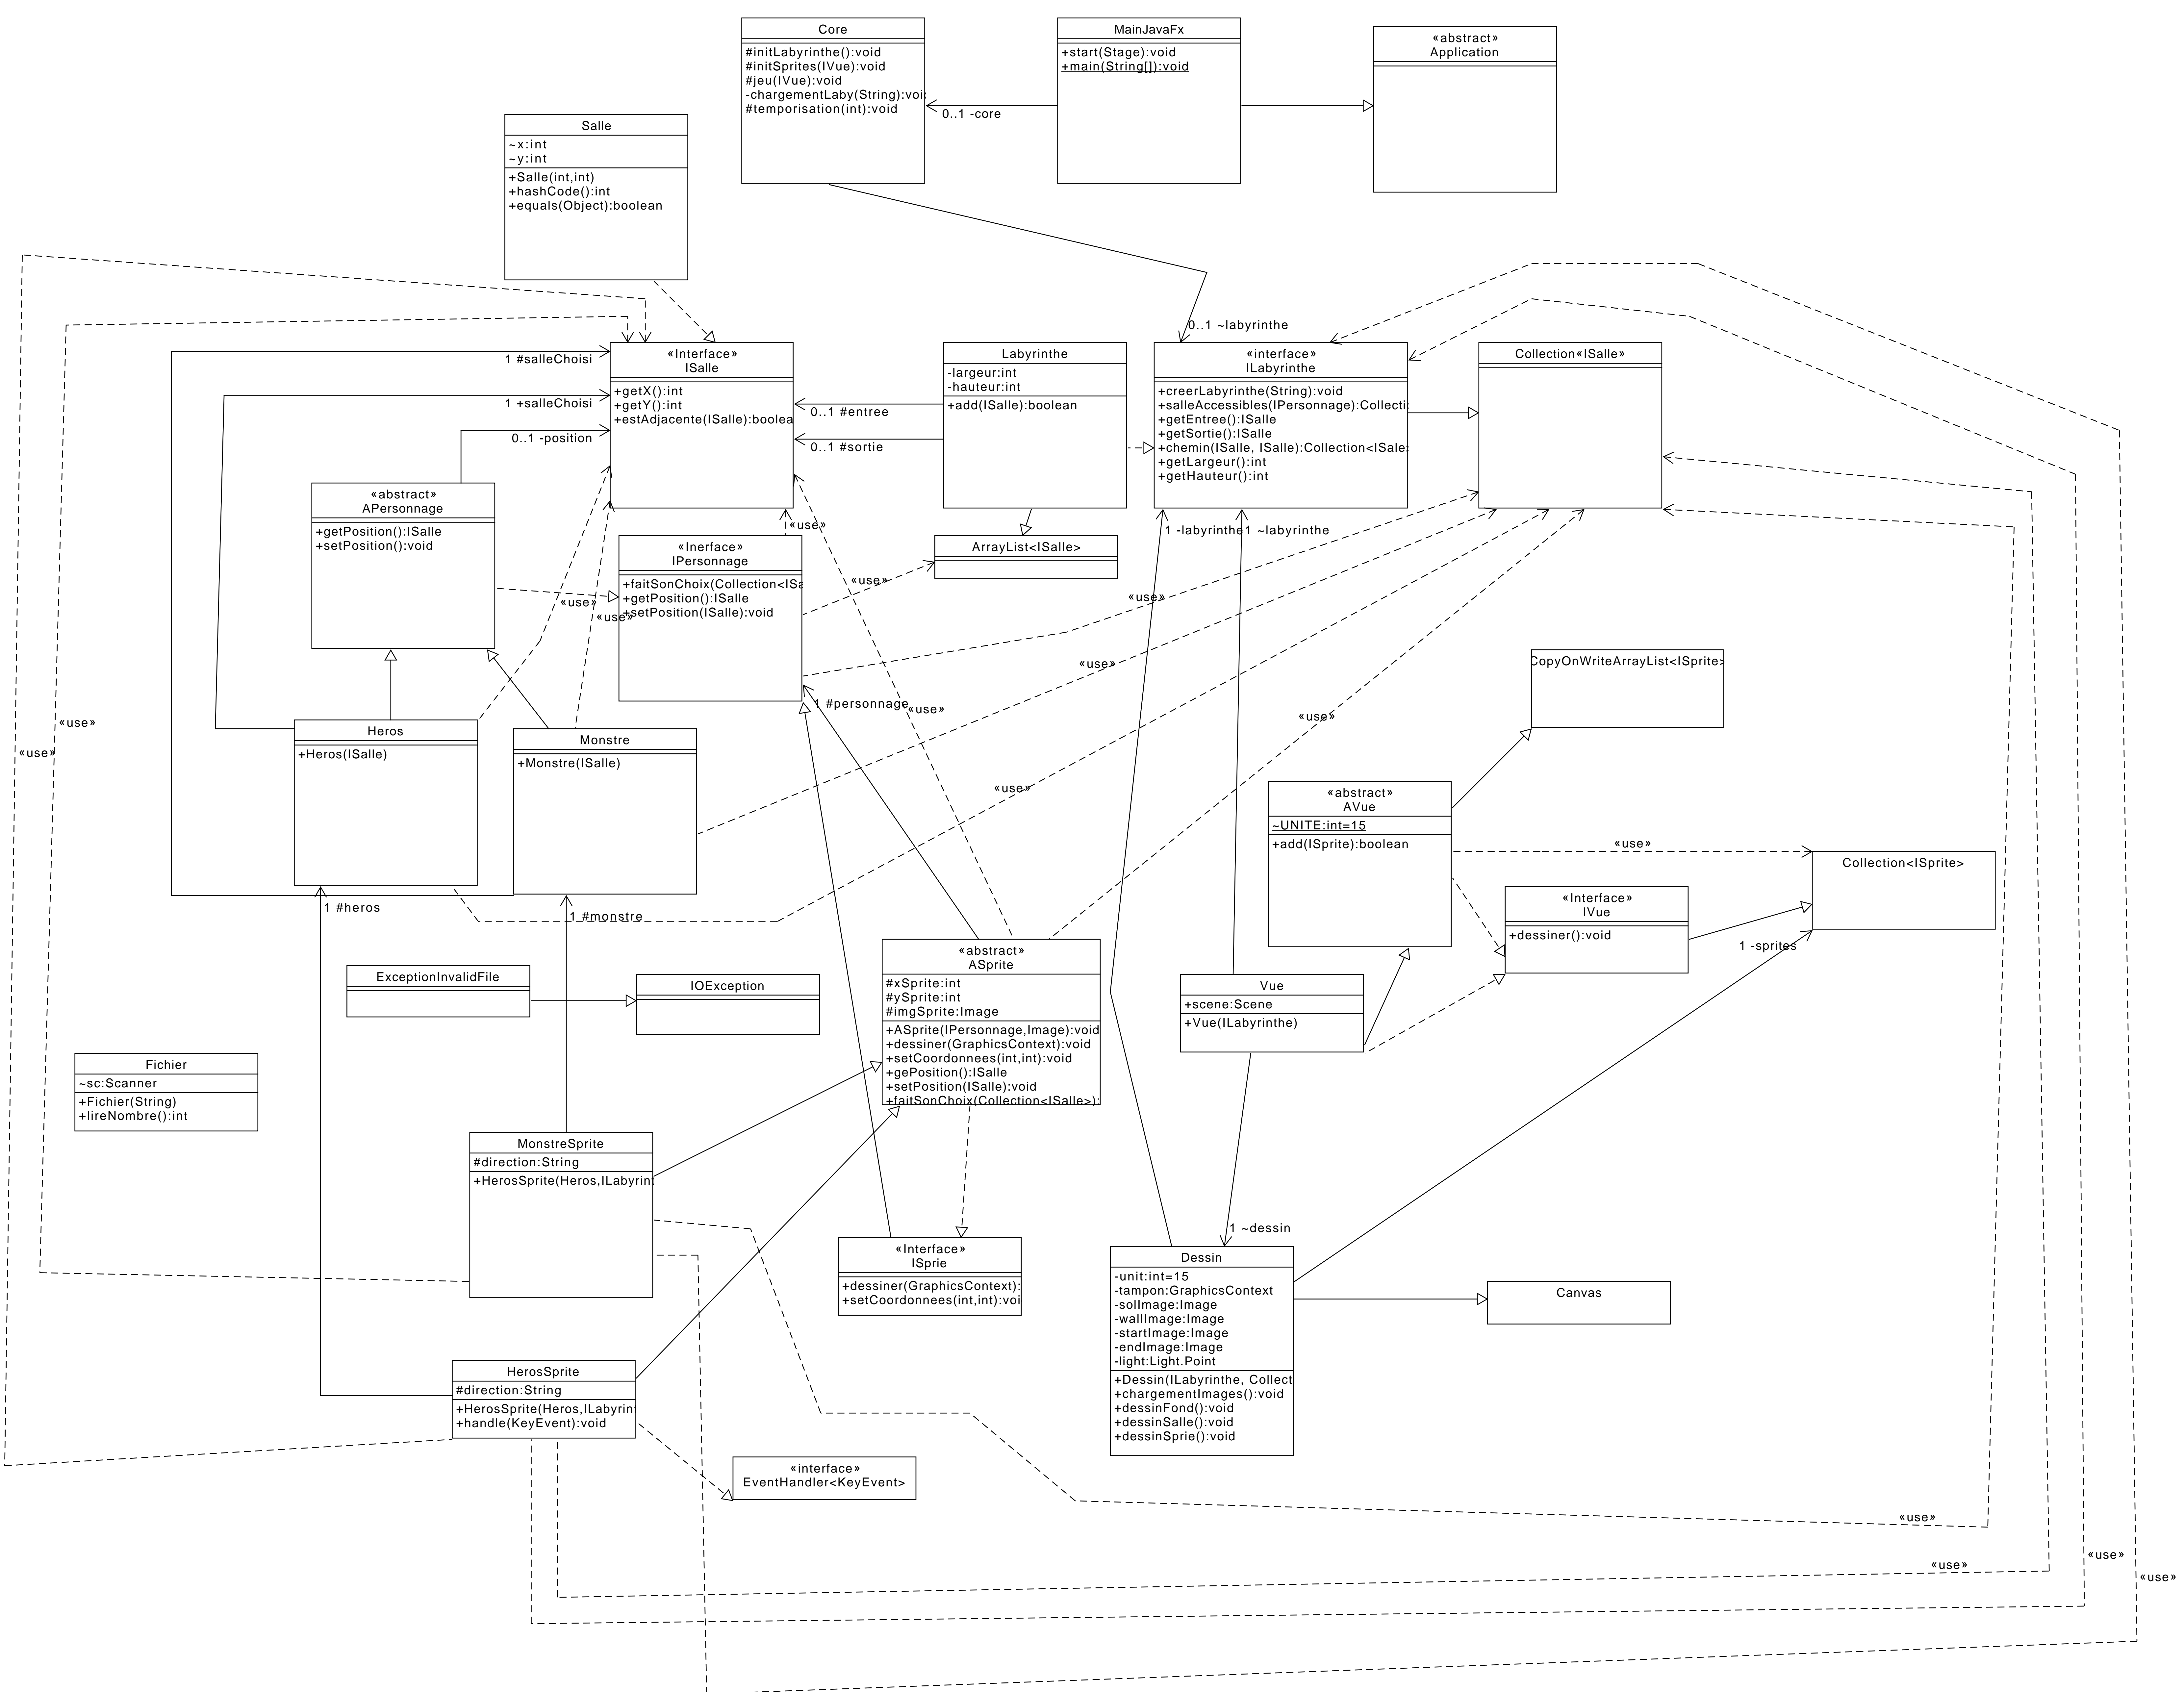 Core
#initLabyrinthe():void
#initSprites(IVue):void
#jeu(IVue):void
-chargementLaby(String):voi
#temporisation(int):void
MainJavaFx
+start(Stage):void
+main(String[]):void
«abstract»
Application
0..1 -core
Salle
~x:int
~y:int
+Salle(int,int)
+hashCode():int
+equals(Object):boolean
0..1 ~labyrinthe
1 #salleChoisi
1 +salleChoisi
0..1 -position
«Interface»
ISalle
+getX():int
+getY():int
+estAdjacente(ISalle):boolea
0..1 #entree
0..1 #sortie
Labyrinthe
-largeur:int
-hauteur:int
+add(ISalle):boolean
«interface»
ILabyrinthe
+creerLabyrinthe(String):void
+salleAccessibles(IPersonnage):Collecti
+getEntree():ISalle
+getSortie():ISalle
+chemin(ISalle, ISalle):Collection<ISale
+getLargeur():int
+getHauteur():int
Collection«ISalle»
«abstract»
APersonnage
+getPosition():ISalle
+setPosition():void
«use»
«Inerface»
IPersonnage
+faitSonChoix(Collection<ISa
+getPosition():ISalle
+setPosition(ISalle):void
ArrayList<ISalle>
1 -labyrinthe
1 ~labyrinthe
«use»
«use»
«use»
«use»
«use»
«use»
«use»
«use»
«use»
«use»
1 #personnage
CopyOnWriteArrayList<ISprite>
Heros
+Heros(ISalle)
Monstre
+Monstre(ISalle)
«abstract»
AVue
~UNITE:int=15
+add(ISprite):boolean
«use»
Collection<ISprite>
«Interface»
IVue
+dessiner():void
1 -sprites
1 #heros
1 #monstre
ExceptionInvalidFile
IOException
«abstract»
ASprite
#xSprite:int
#ySprite:int
#imgSprite:Image
+ASprite(IPersonnage,Image):void
+dessiner(GraphicsContext):void
+setCoordonnees(int,int):void
+gePosition():ISalle
+setPosition(ISalle):void
+faitSonChoix(Collection<ISalle>):
Vue
+scene:Scene
+Vue(ILabyrinthe)
Fichier
~sc:Scanner
+Fichier(String)
+lireNombre():int
MonstreSprite
#direction:String
+HerosSprite(Heros,ILabyrin
«Interface»
ISprie
+dessiner(GraphicsContext):
+setCoordonnees(int,int):voi
1 ~dessin
Dessin
-unit:int=15
-tampon:GraphicsContext
-solImage:Image
-wallImage:Image
-startImage:Image
-endImage:Image
-light:Light.Point
+Dessin(ILabyrinthe, Collecti
+chargementImages():void
+dessinFond():void
+dessinSalle():void
+dessinSprie():void
Canvas
HerosSprite
#direction:String
+HerosSprite(Heros,ILabyrint
+handle(KeyEvent):void
«interface»
EventHandler<KeyEvent>
«use»
«use»
«use»
«use»